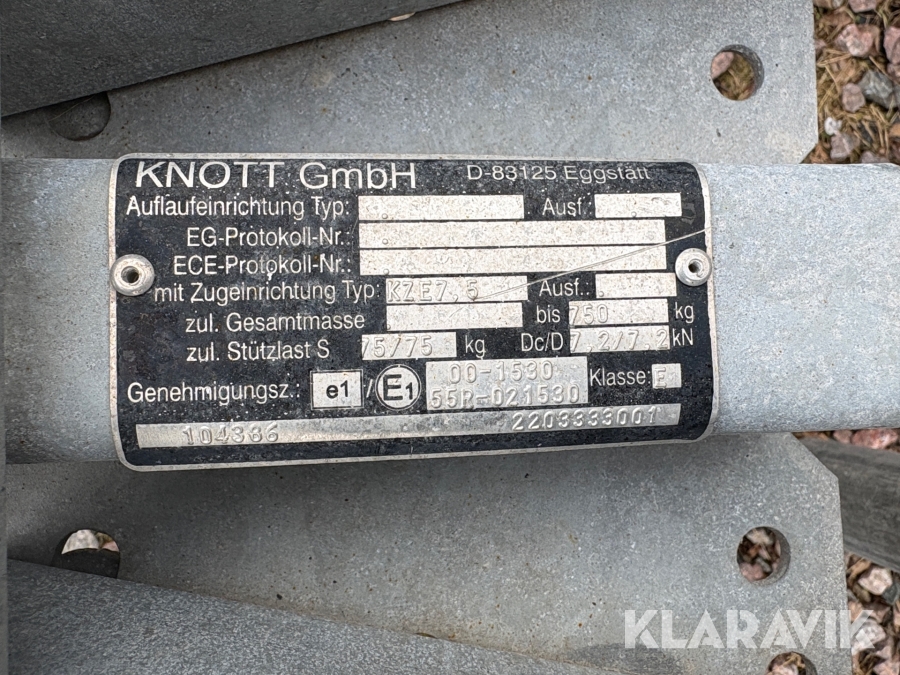 KNOTT GmbH D-83125 Eggstätt
Auflaufeinrichtung Typ: Ausf.:
EG-Protokoll-Nr.:
ECE-Protokoll-Nr.:
mit Zugeinrichtung Typ: KZE7,5 Ausf.:
zul. Gesamtmasse bis 750 kg
zul. Stützlast S 75/75 kg Dc/D 7,2/7,2 kN
Genehmigungsz.: e1 / E1 00-1530 Klasse: E
55R-021530
104386 2203333001
KLARAVIK